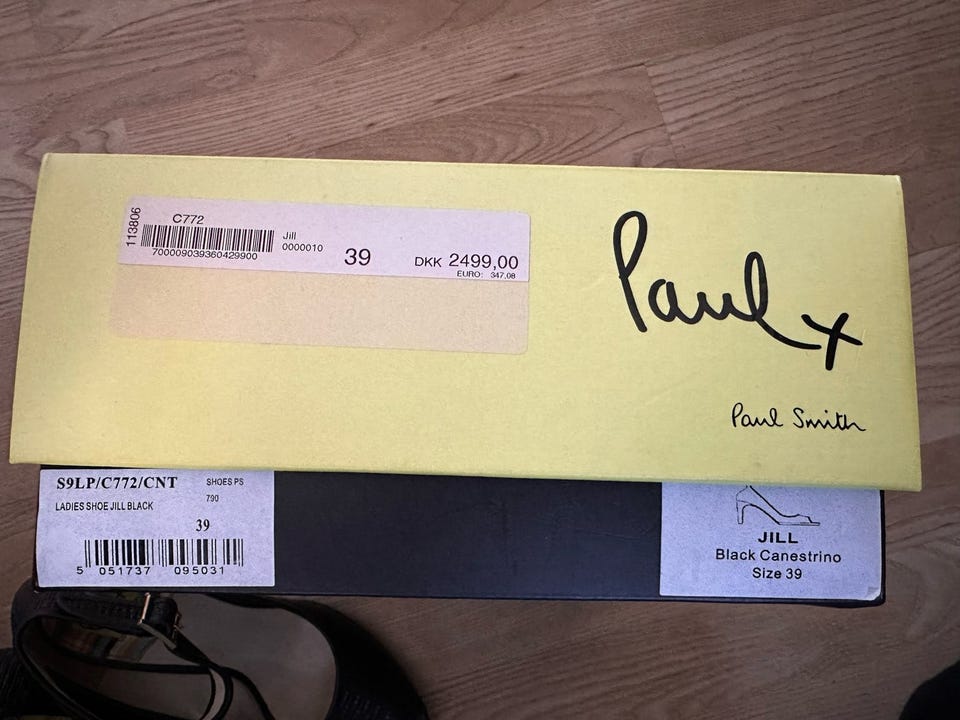 113806
C772
Jill
0000010
700009039360429900
39
DKK 2499,00
EURO: 347,08
Paul x
Paul Smith
S9LP/C772/CNT
SHOES PS
790
LADIES SHOE JILL BLACK
39
5 051737 095031
JILL
Black Canestrino
Size 39